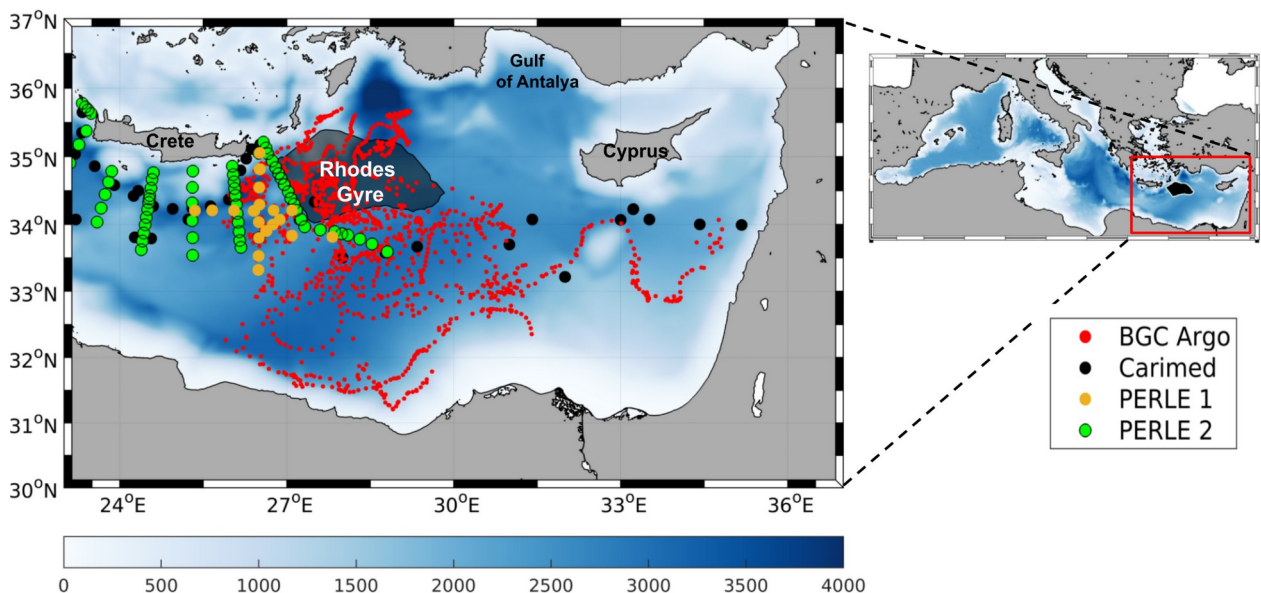 37°N
36°N
35°N
34°N
33°N
32°N
31°N
30°N
24°E
27°E
30°E
33°E
36°E
Gulf
of Antalya
Crete
Cyprus
Rhodes
Gyre
BGC Argo
Carimed
PERLE 1
PERLE 2
0
500
1000
1500
2000
2500
3000
3500
4000